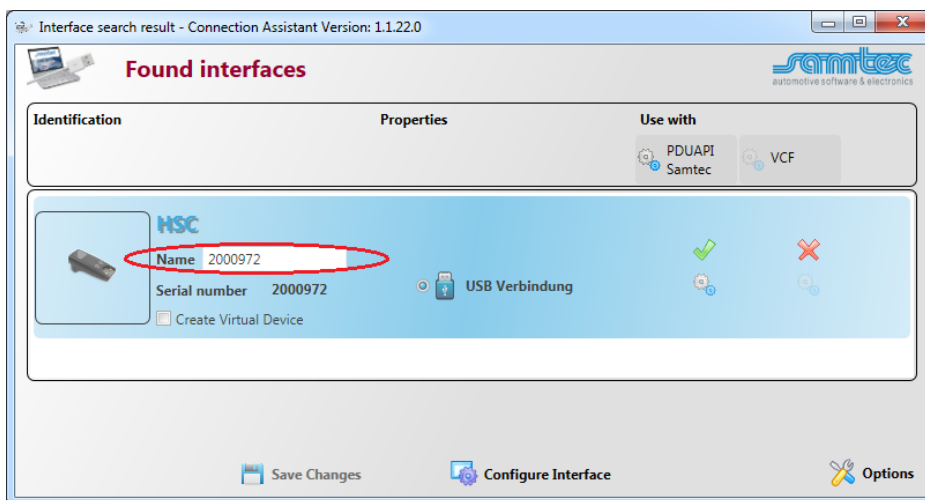 Interface search result - Connection Assistant Version: 1.1.22.0
Found interfaces
samtec
automotive software & electronics
Identification
Properties
Use with
PDUAPI
Samtec
VCF
HSC
Name 2000972
Serial number 2000972
USB Verbindung
Create Virtual Device
Save Changes
Configure Interface
Options